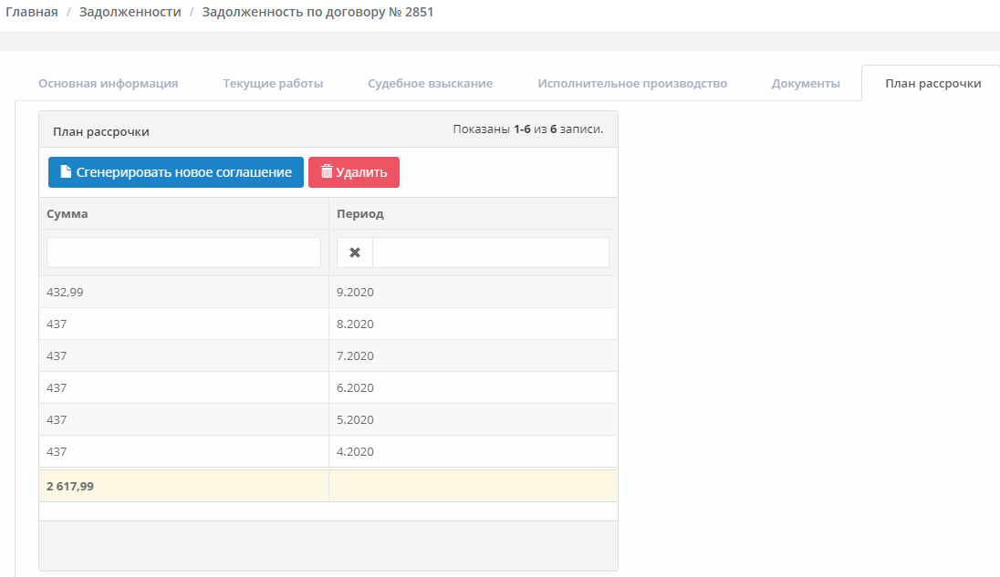 Главная / Задолженности / Задолженность по договору № 2851
Основная информация Текущие работы Судебное взыскание Исполнительное производство Документы План рассрочки
План рассрочки Показаны 1-6 из 6 записи.
Сгенерировать новое соглашение Удалить
Сумма Период
432,99 9.2020
437 8.2020
437 7.2020
437 6.2020
437 5.2020
437 4.2020
2 617,99